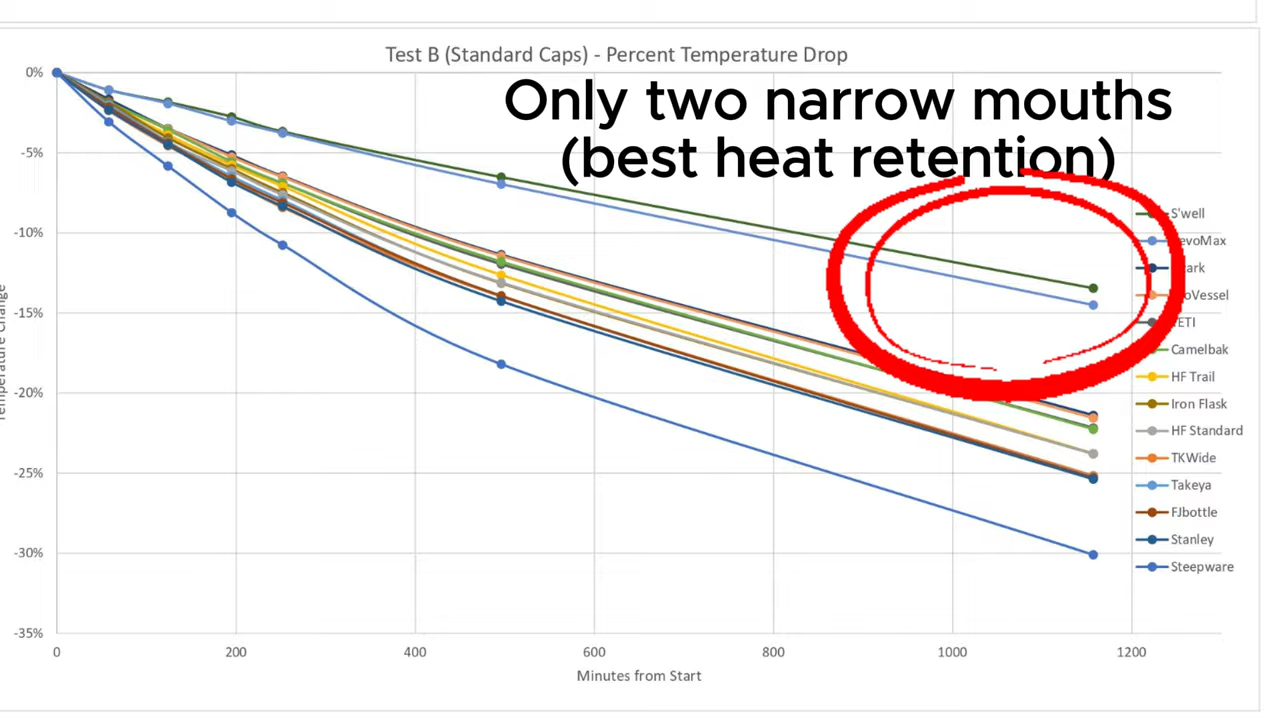 Test B (Standard Caps) - Percent Temperature Drop
Only two narrow mouths
(best heat retention)
0%
-5%
-10%
-15%
-20%
-25%
-30%
-35%
0
200
400
600
800
1000
1200
Minutes from Start
S'well
Camelbak
HF Trail
Iron Flask
HF Standard
TKWide
Takeya
FJbottle
Stanley
Steepware